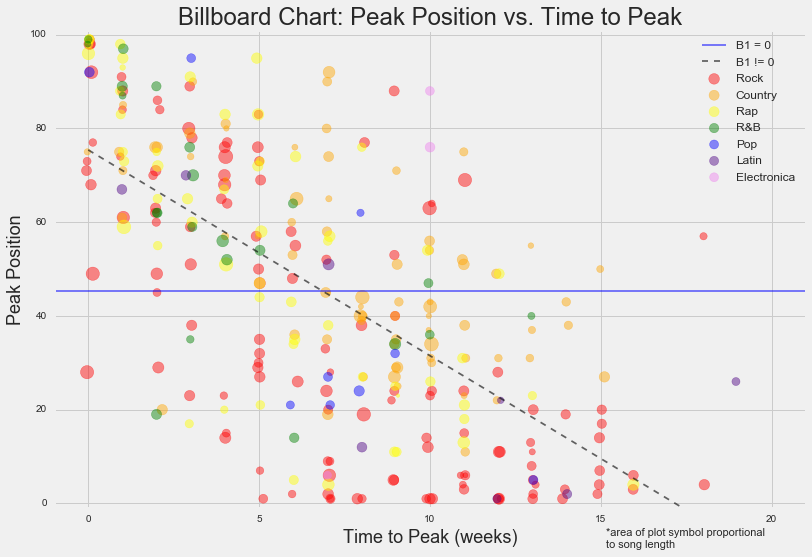 Billboard Chart: Peak Position vs. Time to Peak
100
80
60
40
20
0
Peak Position
B1 = 0
B1 != 0
Rock
Country
Rap
R&B
Pop
Latin
Electronica
0
5
10
15
20
Time to Peak (weeks)
*area of plot symbol proportional
to song length